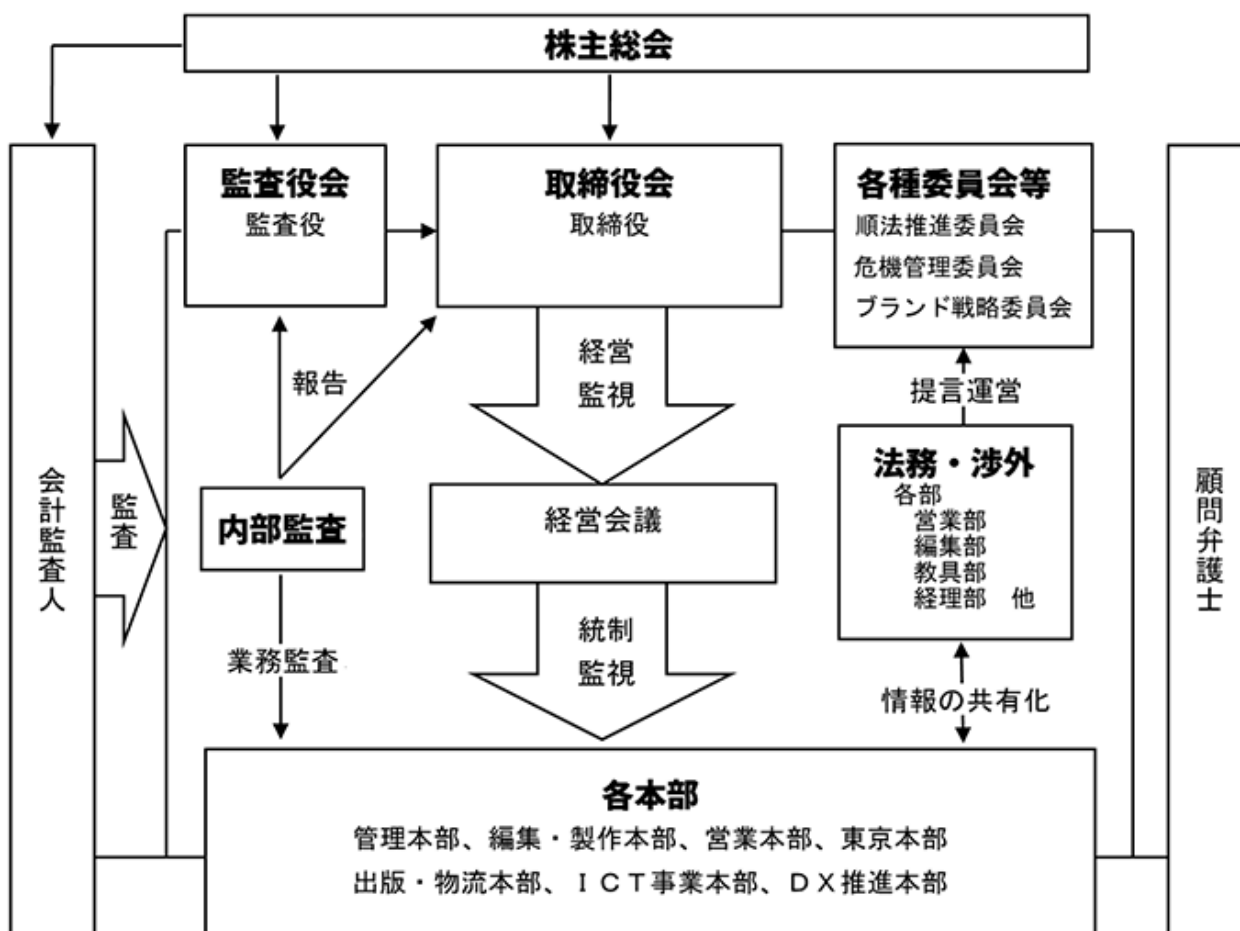 株主総会
監査役会
監査役
取締役会
取締役
各種委員会等
順法推進委員会
危機管理委員会
ブランド戦略委員会
経営
監視
報告
提言運営
会計監査人
監査
内部監査
経営会議
法務・渉外
各部
営業部
編集部
教具部
経理部 他
顧問弁護士
業務監査
統制
監視
情報の共有化
各本部
管理本部、編集・製作本部、営業本部、東京本部
出版・物流本部、ICT事業本部、DX推進本部